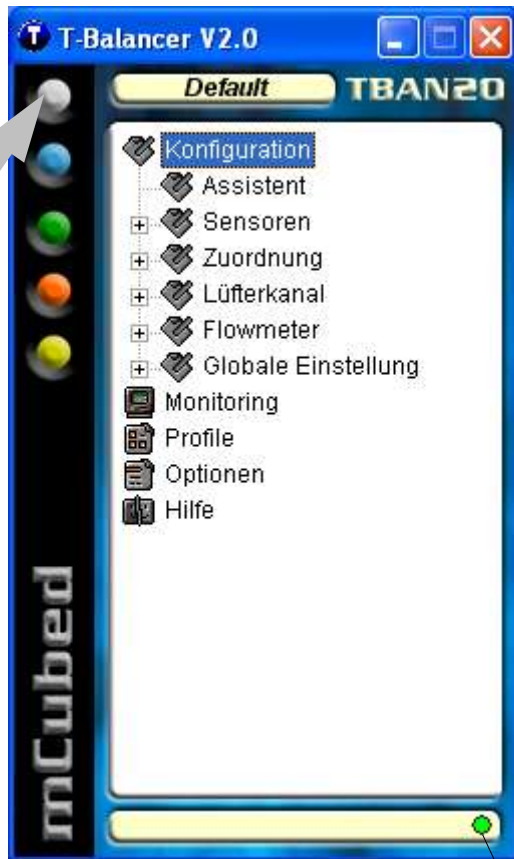 T-Balancer V2.0
Default
TBAN20
Konfiguration
Assistent
Sensoren
Zuordnung
Lüfterkanal
Flowmeter
Globale Einstellung
Monitoring
Profile
Optionen
Hilfe
mCubed